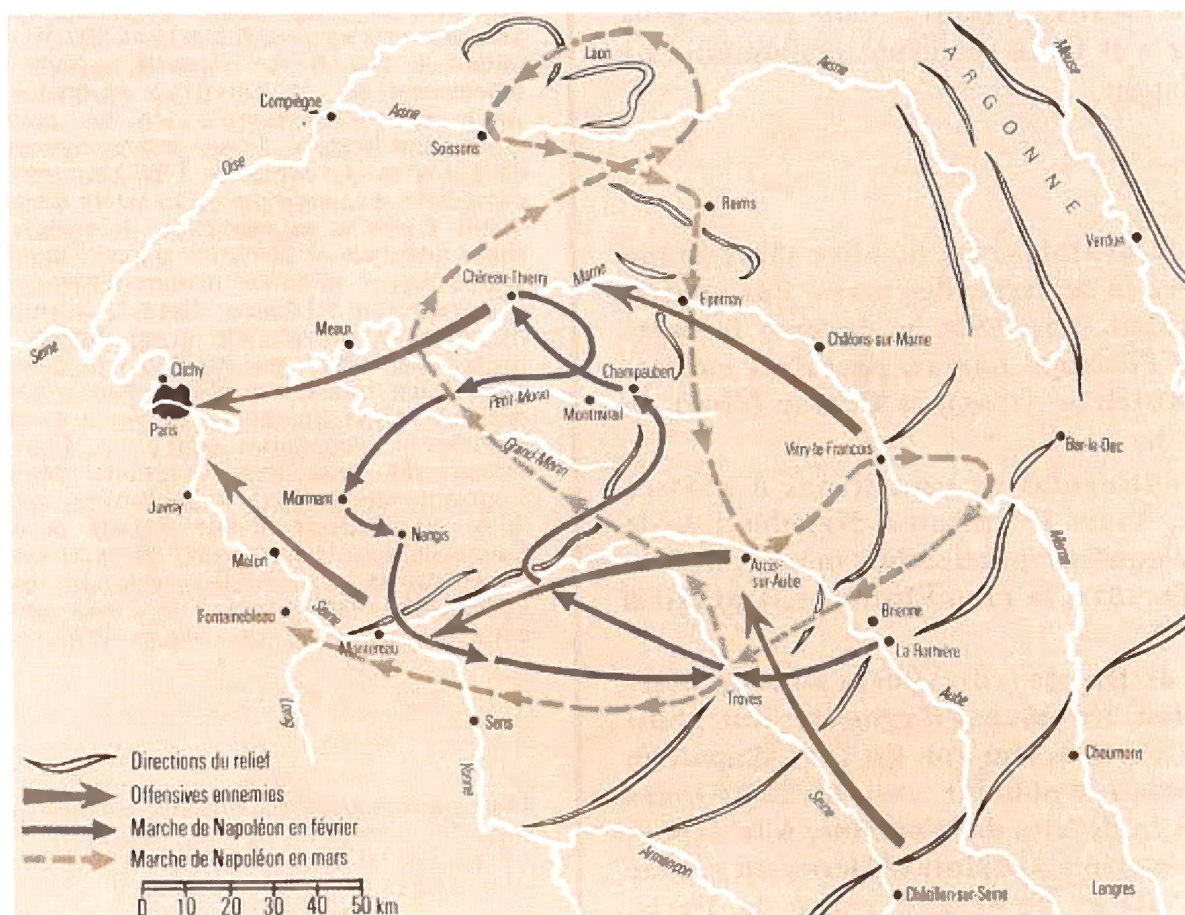 Laon
Aisne
Meuse
ARGONNE
Compiègne
Aisne
Soissons
Oise
Reims
Verdun
Château-Thierry
Marne
Epernay
Seine
Meaux
Châlons-sur-Marne
Clichy
Champaubert
Petit-Morin
Montmirail
Paris
Grand-Morin
Vitry-le-François
Bar-le-Duc
Juvisy
Mormant
Nangis
Marne
Melun
Arcis-
sur-Aube
Fontainebleau
Seine
Brienne
Montereau
La Rothière
Loing
Troyes
Aube
Sens
Chaumont
Yonne
Seine
Armançon
Châtillon-sur-Seine
Langres
Directions du relief
Offensives ennemies
Marche de Napoléon en février
Marche de Napoléon en mars
0 10 20 30 40 50 km